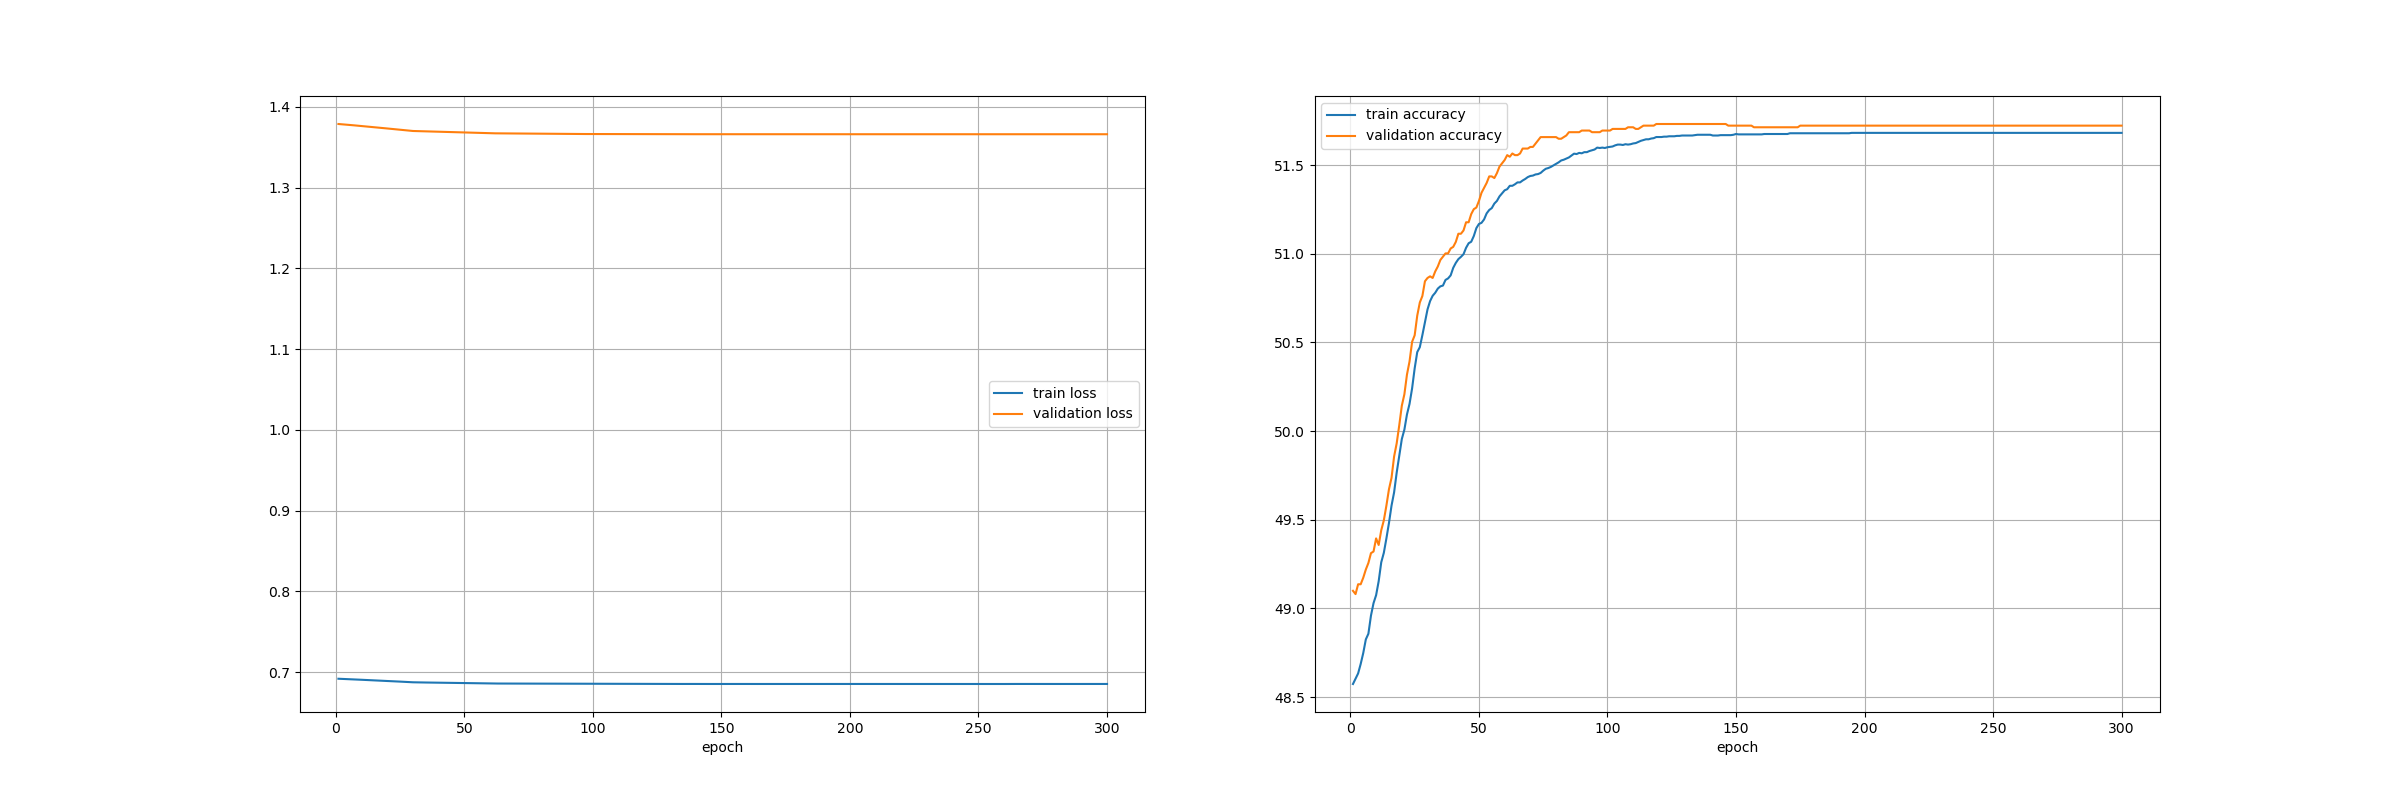 1.4
1.3
1.2
1.1
1.0
0.9
0.8
0.7
0 50 100 150 200 250 300
epoch
train loss
validation loss
train accuracy
validation accuracy
51.5
51.0
50.5
50.0
49.5
49.0
48.5
0 50 100 150 200 250 300
epoch